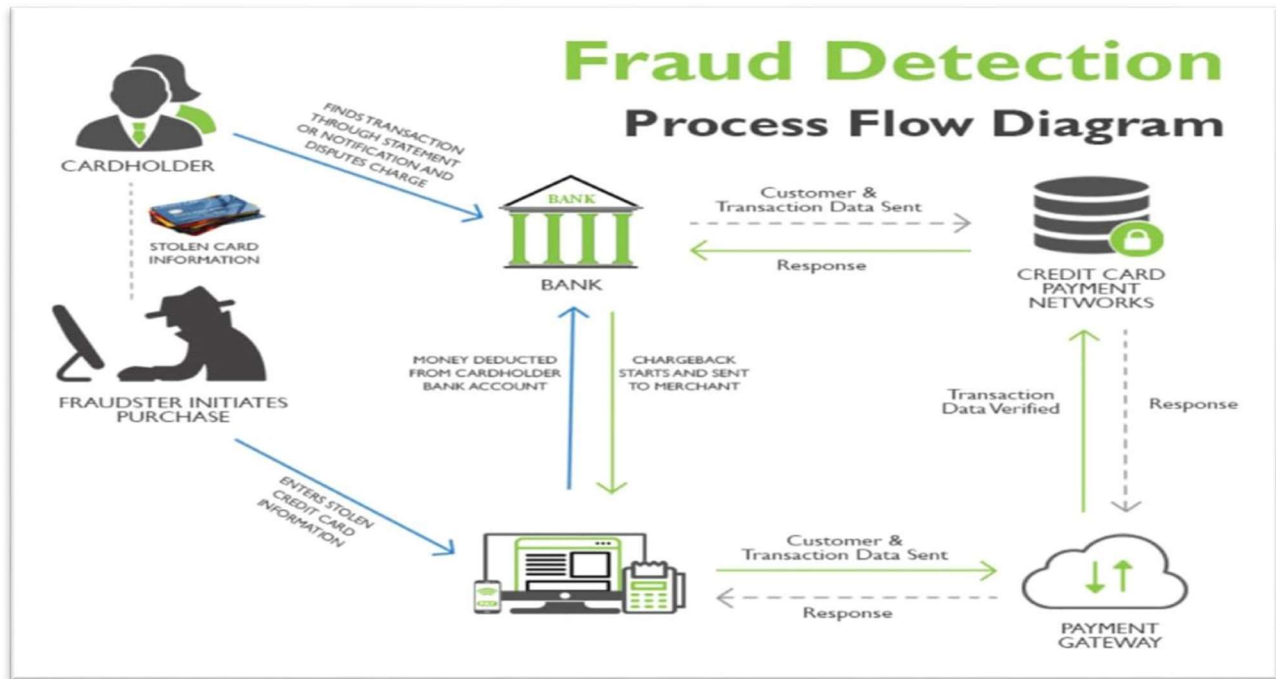 Fraud Detection
Process Flow Diagram
CARDHOLDER
FINDS TRANSACTION
THROUGH STATEMENT
OR NOTIFICATION AND
DISPUTES CHARGE
STOLEN CARD
INFORMATION
BANK
BANK
Customer &
Transaction Data Sent
Response
CREDIT CARD
PAYMENT
NETWORKS
FRAUDSTER INITIATES
PURCHASE
MONEY DEDUCTED
FROM CARDHOLDER
BANK ACCOUNT
CHARGEBACK
STARTS AND SENT
TO MERCHANT
Transaction
Data Verified
Response
ENTERS STOLEN
CREDIT CARD
INFORMATION
Customer &
Transaction Data Sent
Response
PAYMENT
GATEWAY